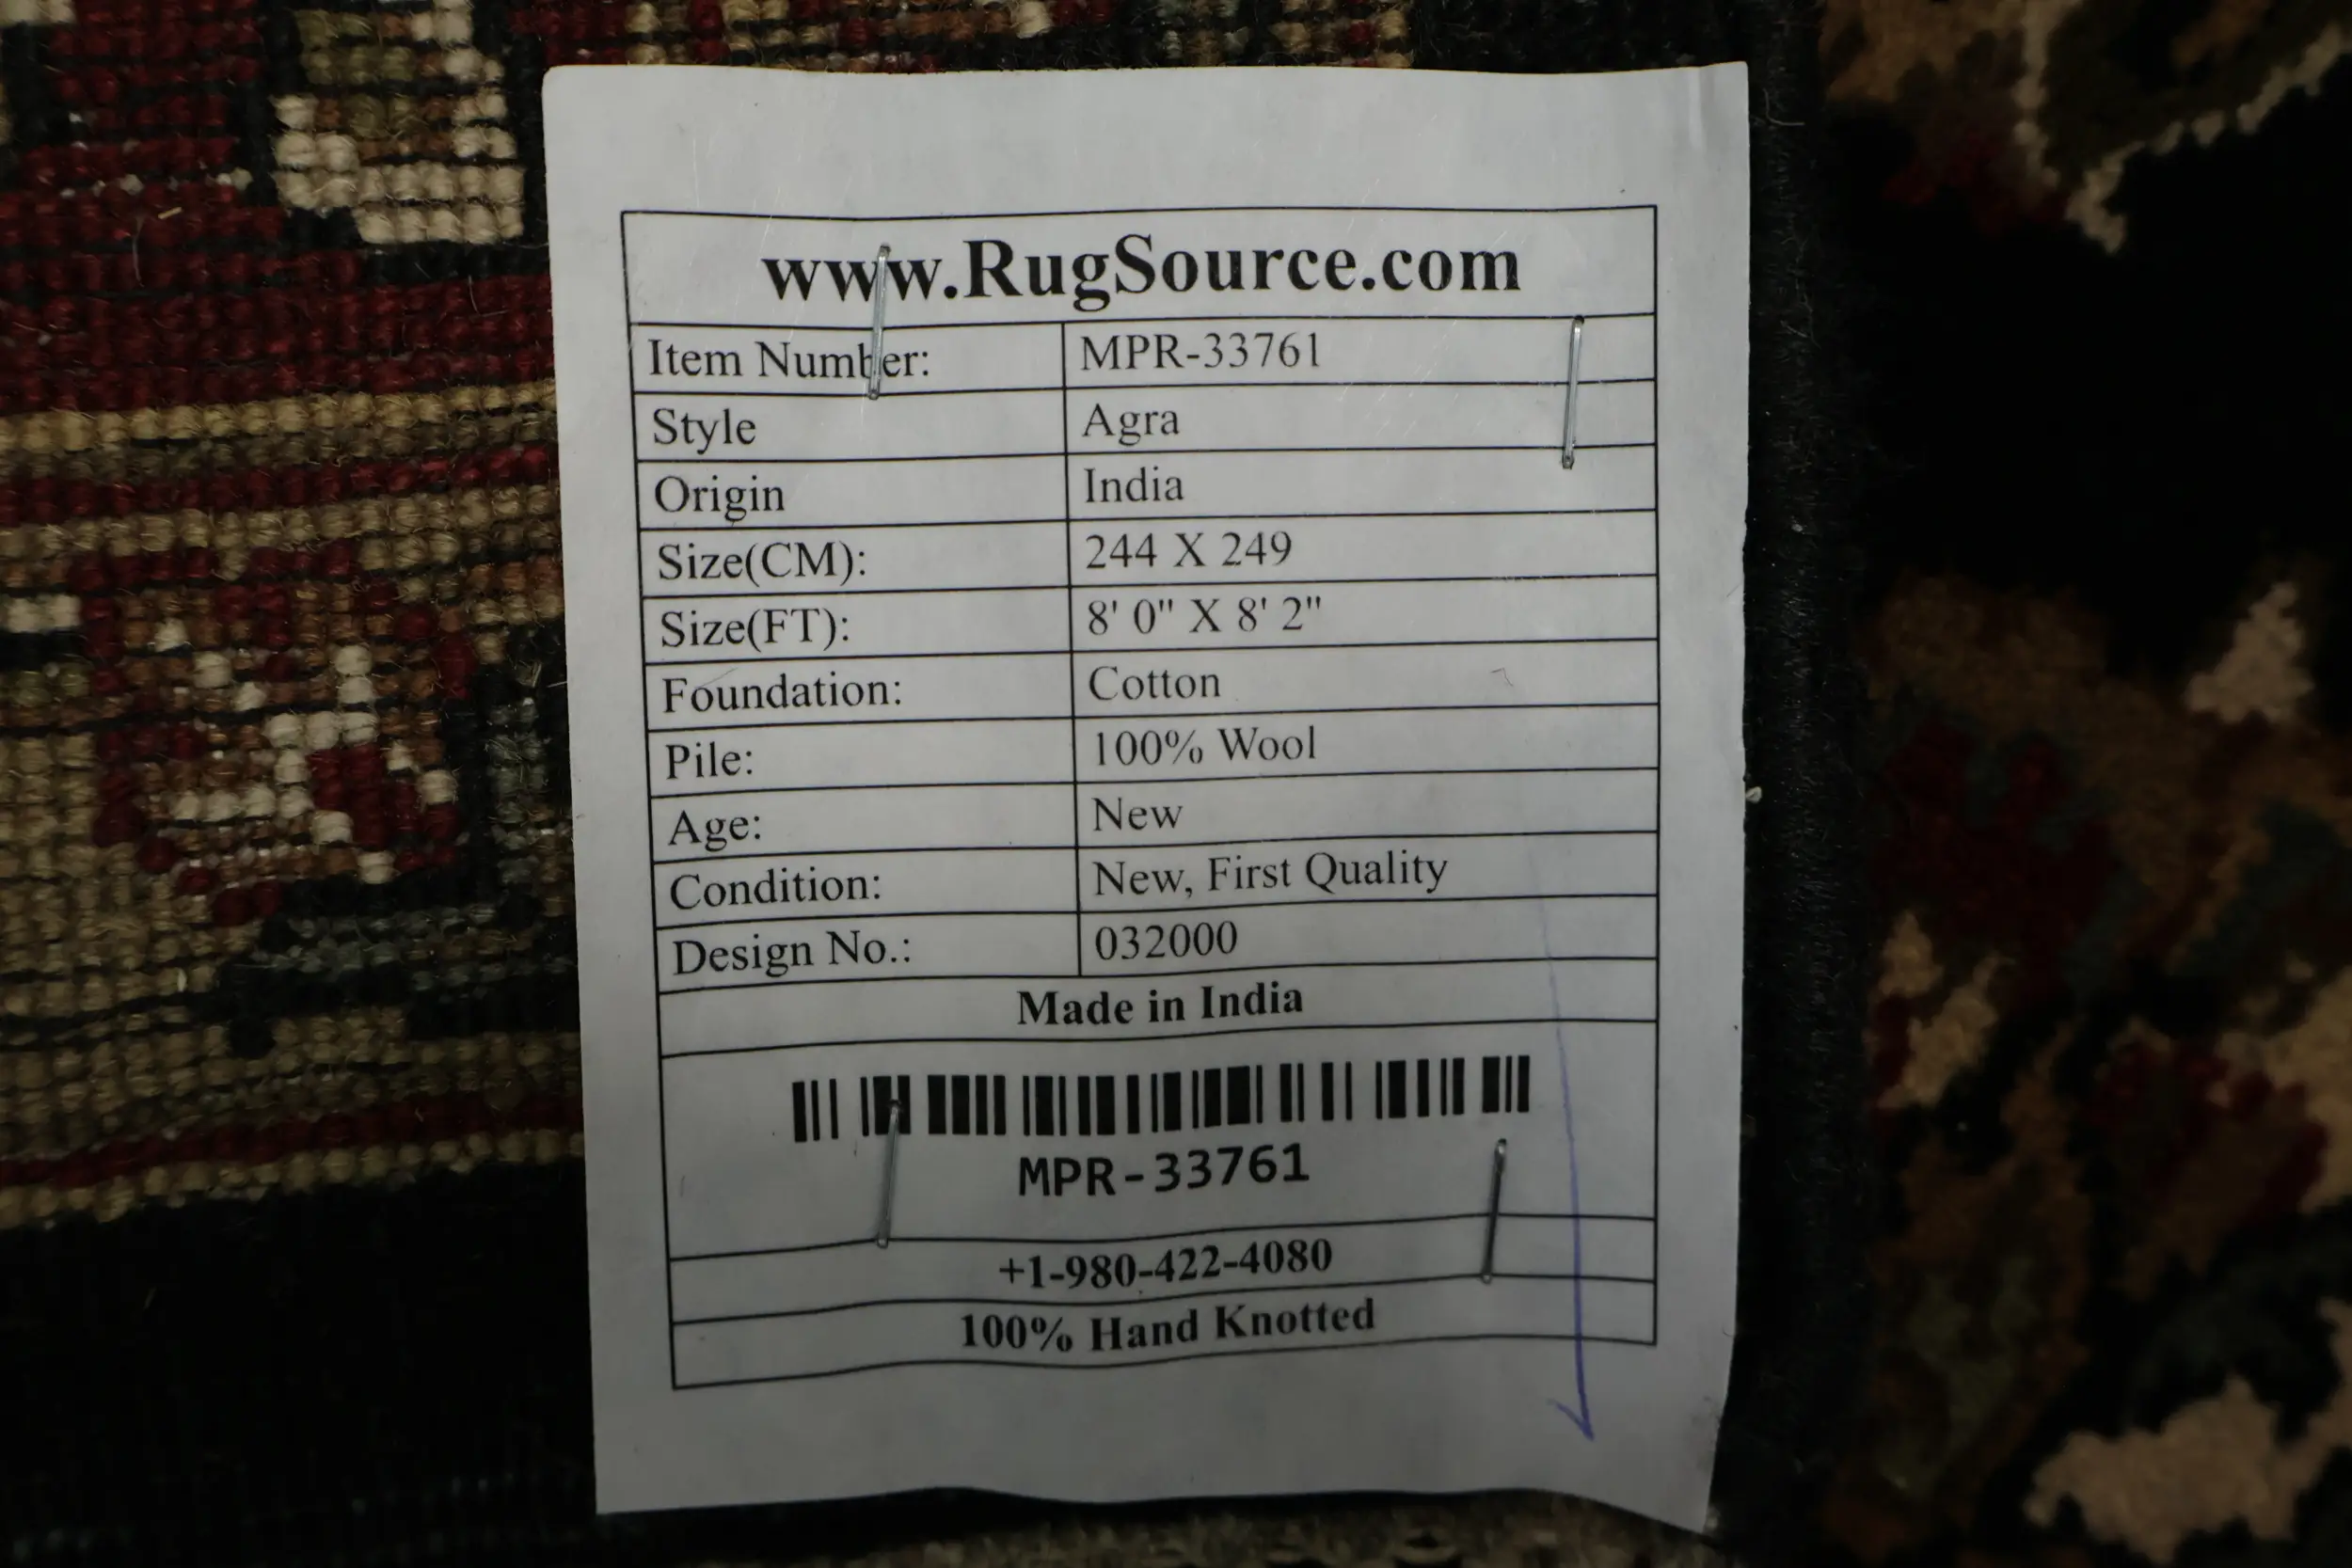 www.RugSource.com
Item Number: MPR-33761
Style Agra
Origin India
Size(CM): 244 X 249
Size(FT): 8' 0" X 8' 2"
Foundation: Cotton
Pile: 100% Wool
Age: New
Condition: New, First Quality
Design No.: 032000
Made in India
MPR-33761
+1-980-422-4080
100% Hand Knotted